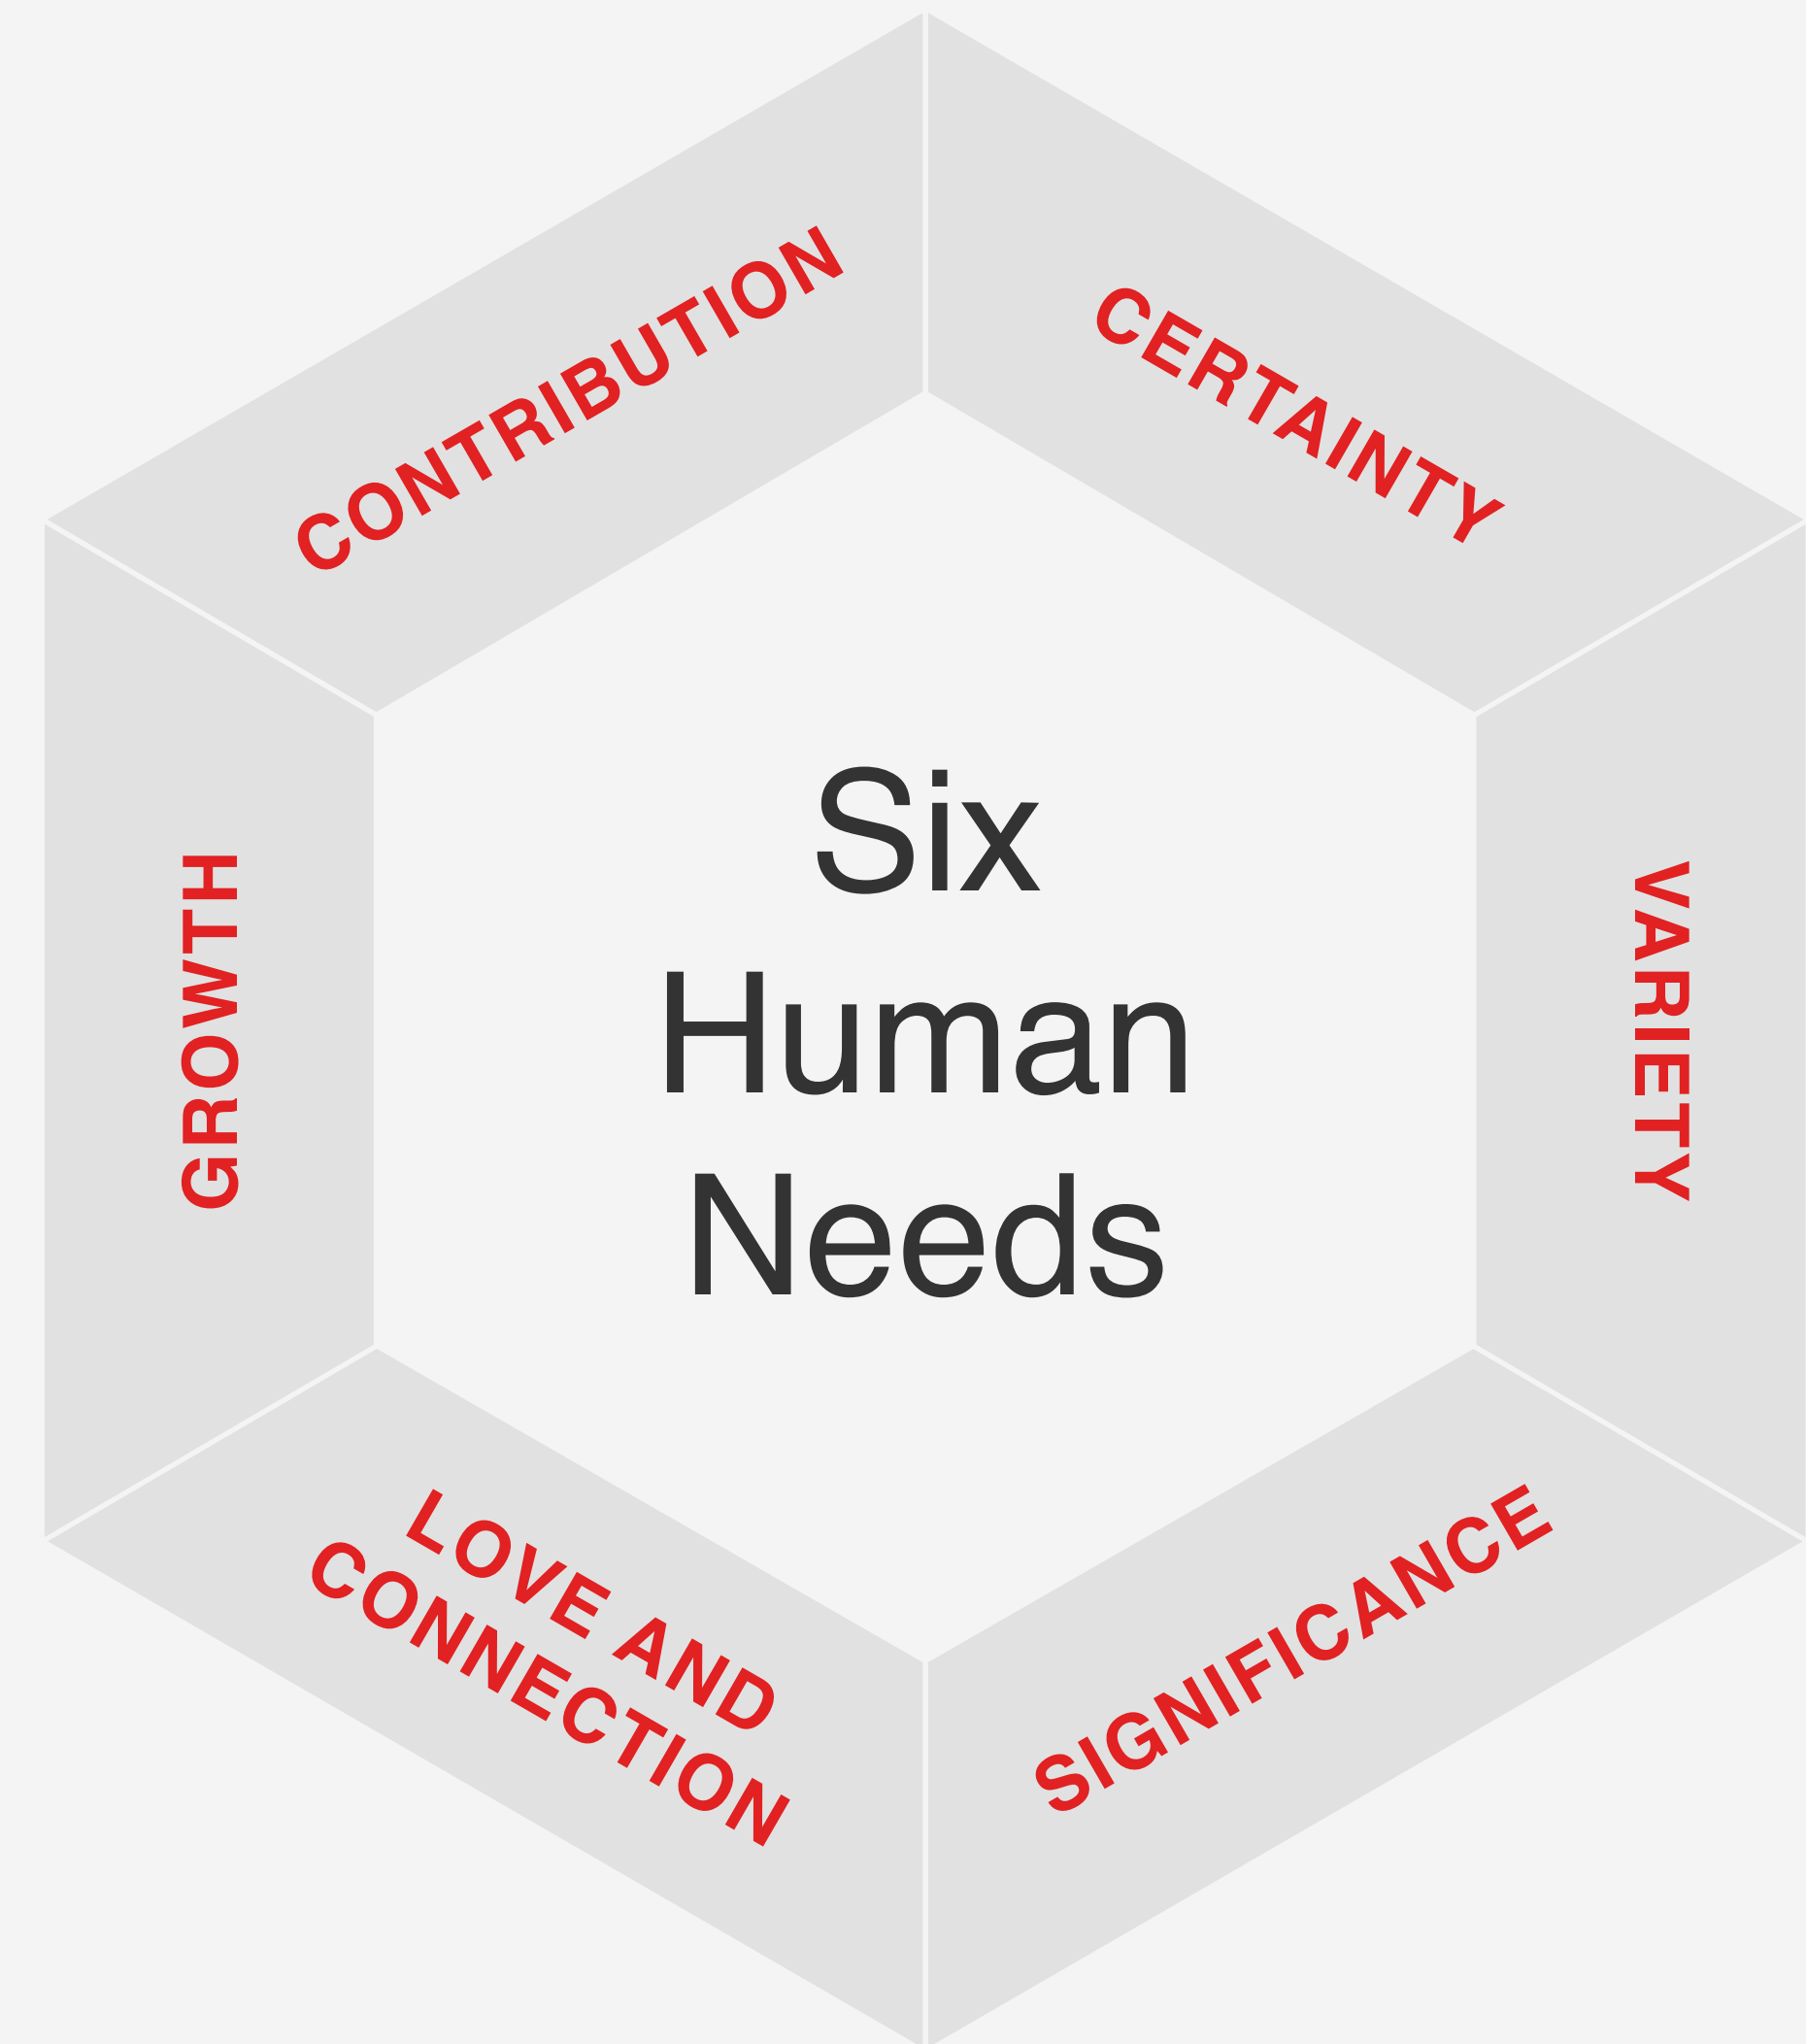 CONTRIBUTION
CERTAINTY
GROWTH
Six
Human
Needs
VARIETY
LOVE AND
CONNECTION
SIGNIFICANCE